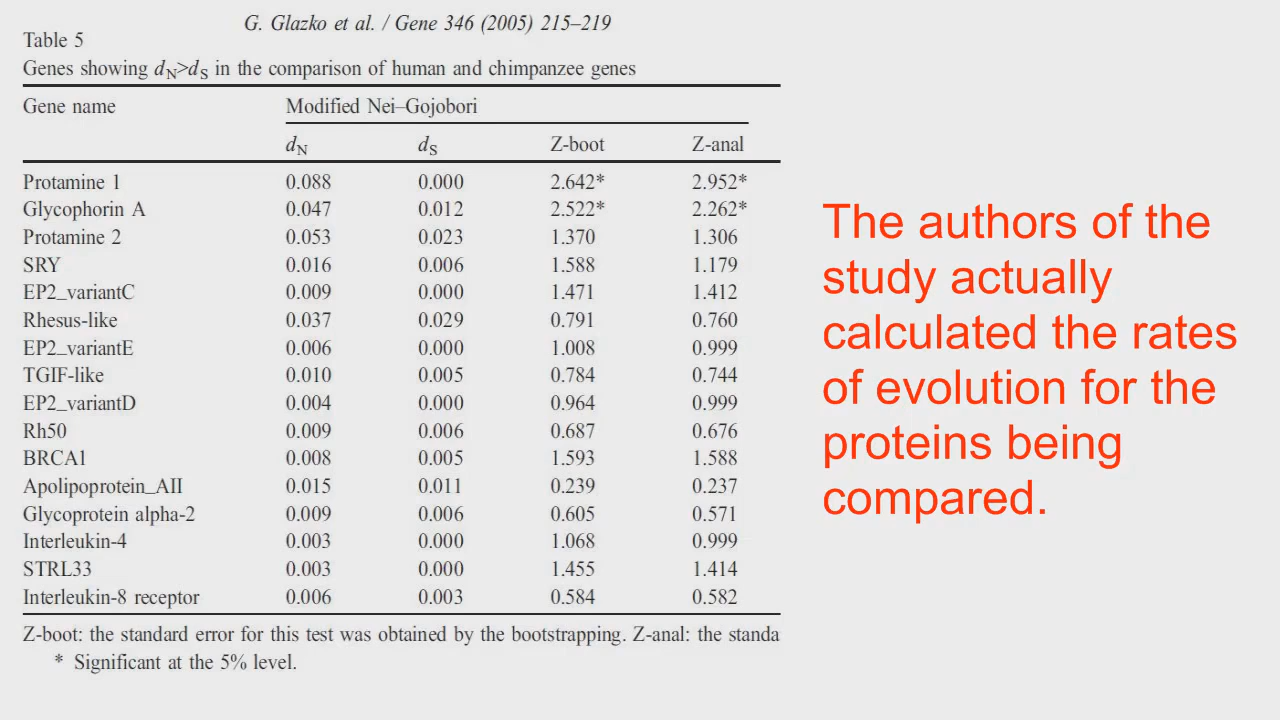 G. Glazko et al. / Gene 346 (2005) 215–219
Table 5
Genes showing dN>dS in the comparison of human and chimpanzee genes
Gene name Modified Nei–Gojobori
dN dS Z-boot Z-anal
Protamine 1 0.088 0.000 2.642* 2.952*
Glycophorin A 0.047 0.012 2.522* 2.262*
Protamine 2 0.053 0.023 1.370 1.306
SRY 0.016 0.006 1.588 1.179
EP2_variantC 0.009 0.000 1.471 1.412
Rhesus-like 0.037 0.029 0.791 0.760
EP2_variantE 0.006 0.000 1.008 0.999
TGIF-like 0.010 0.005 0.784 0.744
EP2_variantD 0.004 0.000 0.964 0.999
Rh50 0.009 0.006 0.687 0.676
BRCA1 0.008 0.005 1.593 1.588
Apolipoprotein_AII 0.015 0.011 0.239 0.237
Glycoprotein alpha-2 0.009 0.006 0.605 0.571
Interleukin-4 0.003 0.000 1.068 0.999
STRL33 0.003 0.000 1.455 1.414
Interleukin-8 receptor 0.006 0.003 0.584 0.582
Z-boot: the standard error for this test was obtained by the bootstrapping. Z-anal: the standa
* Significant at the 5% level.
The authors of the
study actually
calculated the rates
of evolution for the
proteins being
compared.